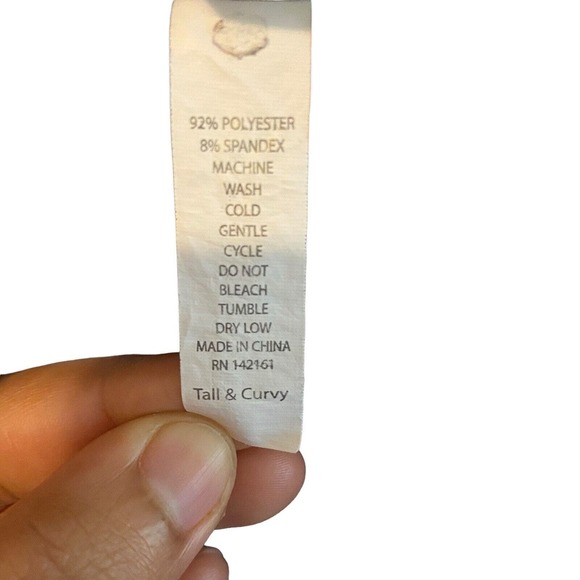 92% POLYESTER
8% SPANDEX
MACHINE
WASH
COLD
GENTLE
CYCLE
DO NOT
BLEACH
TUMBLE
DRY LOW
MADE IN CHINA
RN 142161
Tall & Curvy